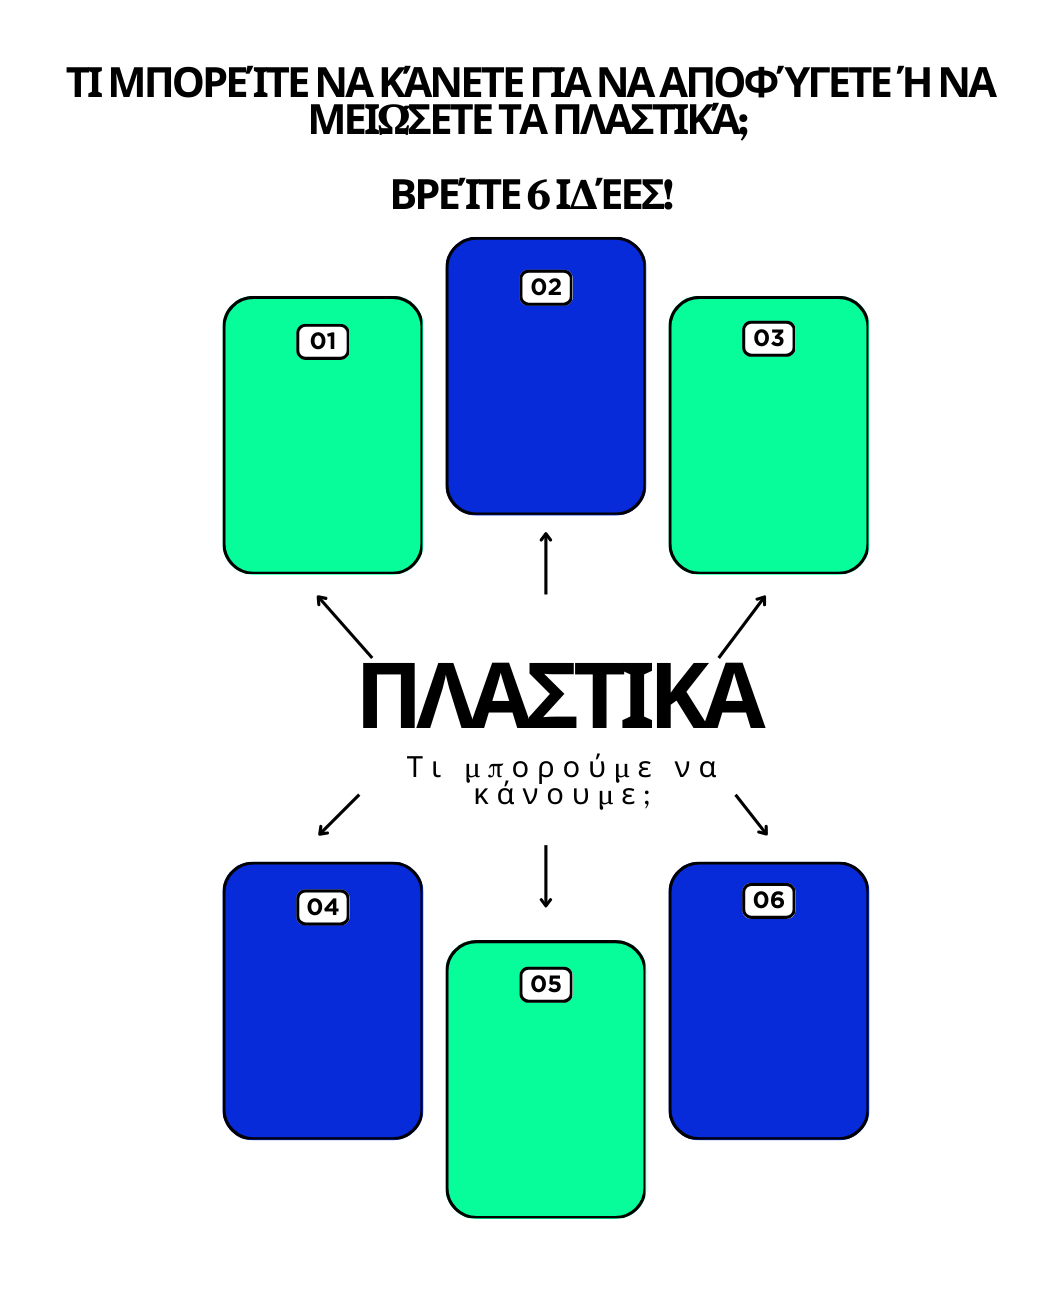 ΤΙ ΜΠΟΡΕΊΤΕ ΝΑ ΚΆΝΕΤΕ ΓΙΑ ΝΑ ΑΠΟΦΎΓΕΤΕ Ή ΝΑ
ΜΕΙΩΣΕΤΕ ΤΑ ΠΛΑΣΤΙΚΆ;
ΒΡΕΊΤΕ 6 ΙΔΈΕΣ!
02
01
03
ΠΛΑΣΤΙΚΑ
Τι μπορούμε να
κάνουμε;
04
06
05